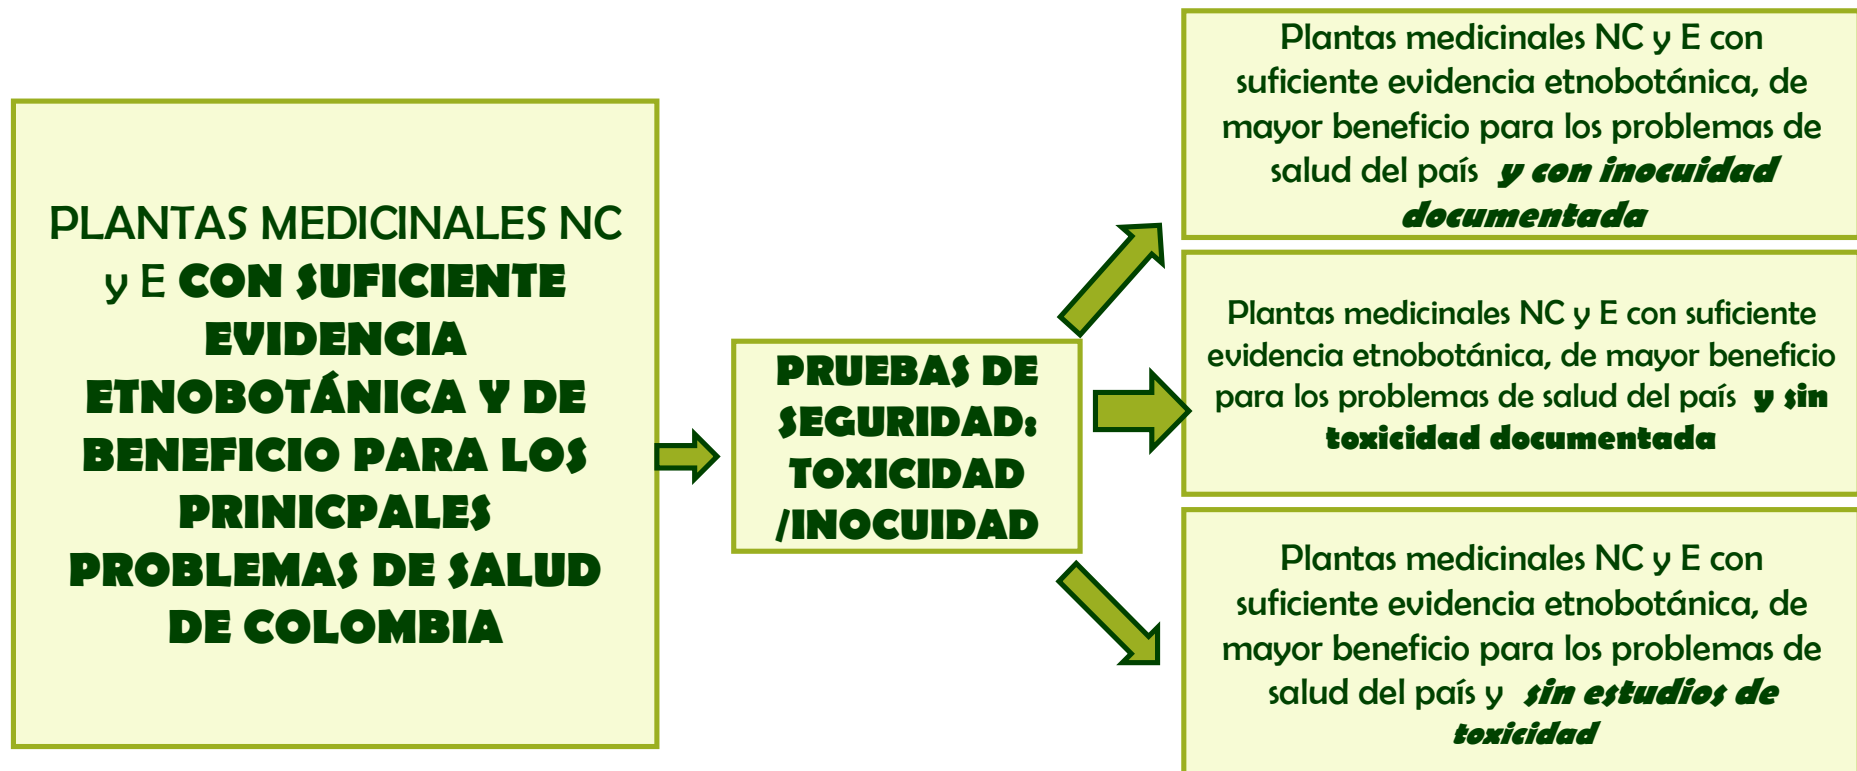 PLANTAS MEDICINALES NC
y E CON SUFICIENTE
EVIDENCIA
ETNOBOTÁNICA Y DE
BENEFICIO PARA LOS
PRINICPALES
PROBLEMAS DE SALUD
DE COLOMBIA
PRUEBAS DE
SEGURIDAD:
TOXICIDAD
/INOCUIDAD
Plantas medicinales NC y E con
suficiente evidencia etnobotánica, de
mayor beneficio para los problemas de
salud del país y con inocuidad
documentada
Plantas medicinales NC y E con suficiente
evidencia etnobotánica, de mayor beneficio
para los problemas de salud del país y sin
toxicidad documentada
Plantas medicinales NC y E con
suficiente evidencia etnobotánica, de
mayor beneficio para los problemas de
salud del país y sin estudios de
toxicidad